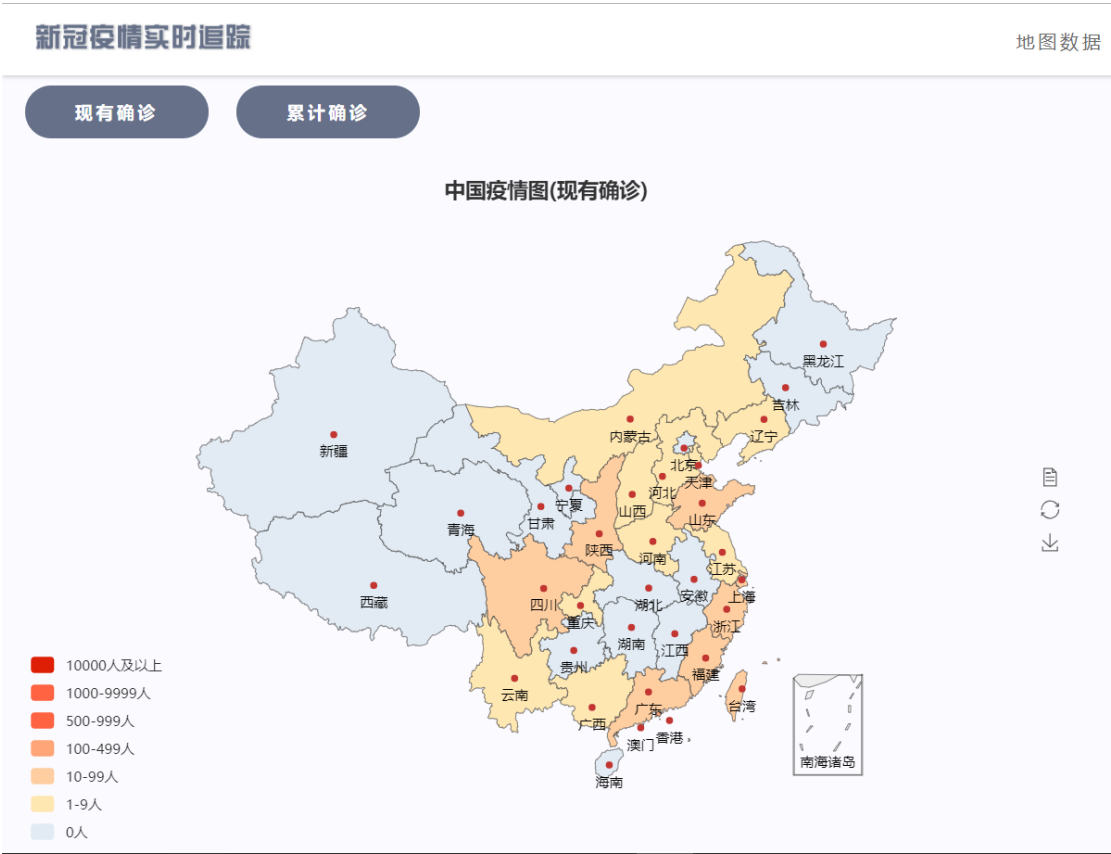 新冠疫情实时追踪
地图数据
现有确诊
累计确诊
中国疫情图(现有确诊)
黑龙江
吉林
内蒙古
辽宁
新疆
北京
天津
河北
宁夏
山西
山东
甘肃
青海
陕西
河南
江苏
西藏
四川
湖北
安徽
上海
重庆
浙江
湖南
江西
贵州
福建
云南
广东
台湾
广西
澳门
香港
南海诸岛
海南
10000人及以上
1000-9999人
500-999人
100-499人
10-99人
1-9人
0人